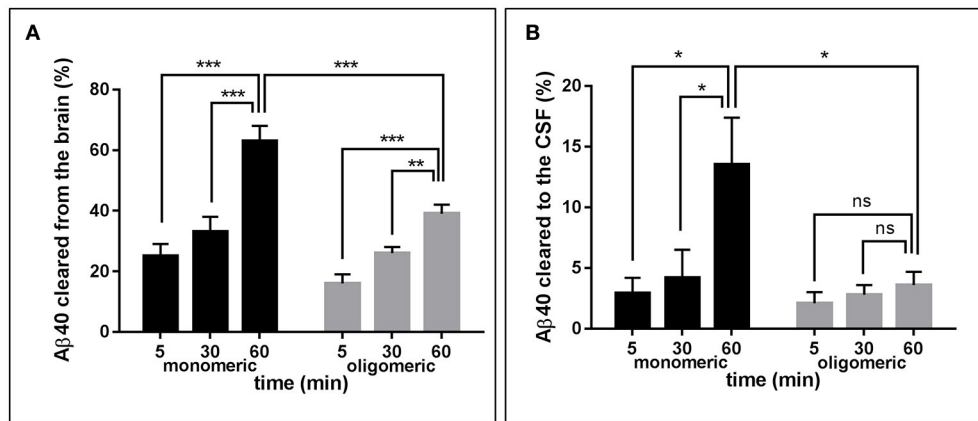 A
Aβ40 cleared from the brain (%)
80
60
40
20
0
***
***
***
***
**
5 30 60 5 30 60
monomeric oligomeric
time (min)
B
Aβ40 cleared to the CSF (%)
20
15
10
5
0
*
*
*
ns
ns
5 30 60 5 30 60
monomeric oligomeric
time (min)